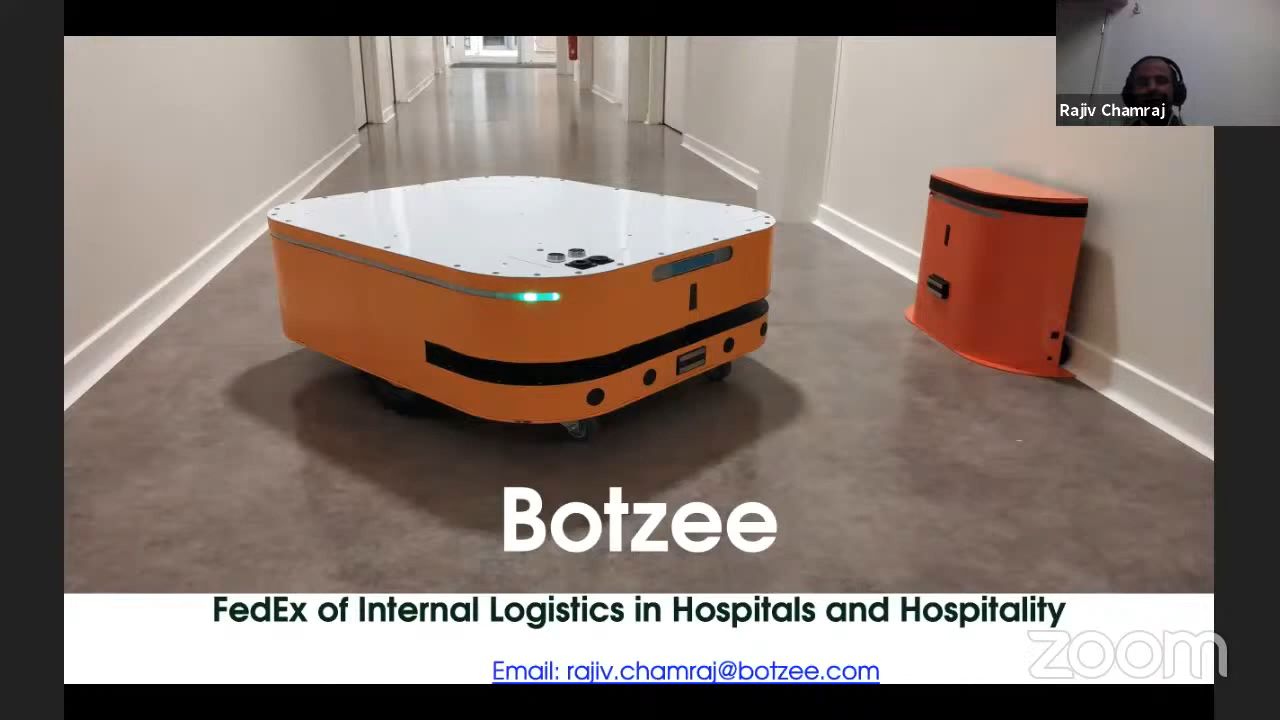 Rajiv Chamraj
Botzee
FedEx of Internal Logistics in Hospitals and Hospitality
Email: rajiv.chamraj@botzee.com
zoom